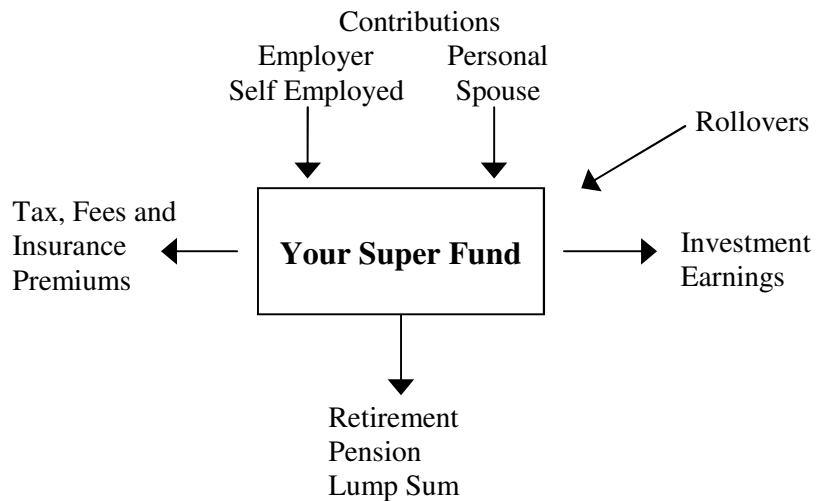 Contributions
Employer
Self Employed
Personal
Spouse
Rollovers
Tax, Fees and
Insurance
Premiums
Your Super Fund
Investment
Earnings
Retirement
Pension
Lump Sum